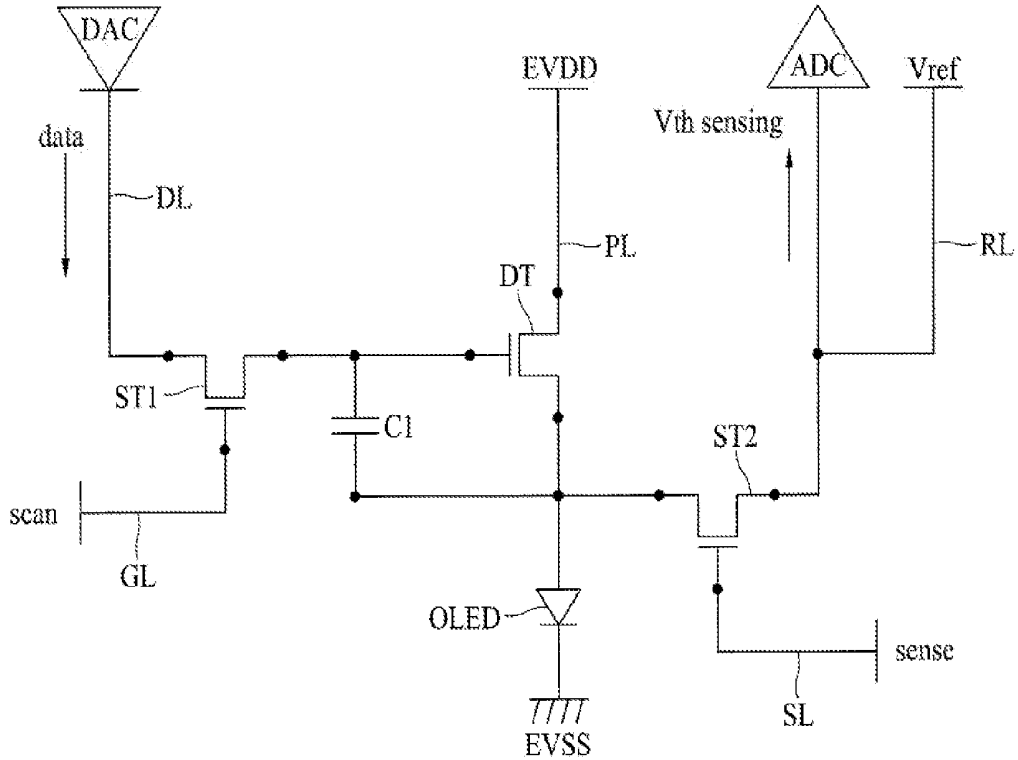 DAC
EVDD
ADC
Vref
data
Vth sensing
DL
PL
RL
DT
ST1
C1
ST2
scan
GL
OLED
sense
SL
EVSS